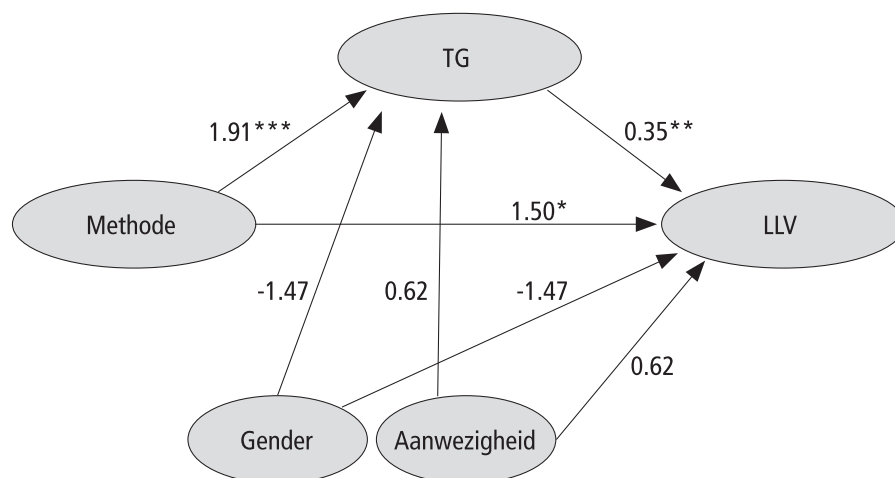 TG
1.91***
0.35**
Methode
1.50*
LLV
-1.47
0.62
-1.47
0.62
Gender
Aanwezigheid